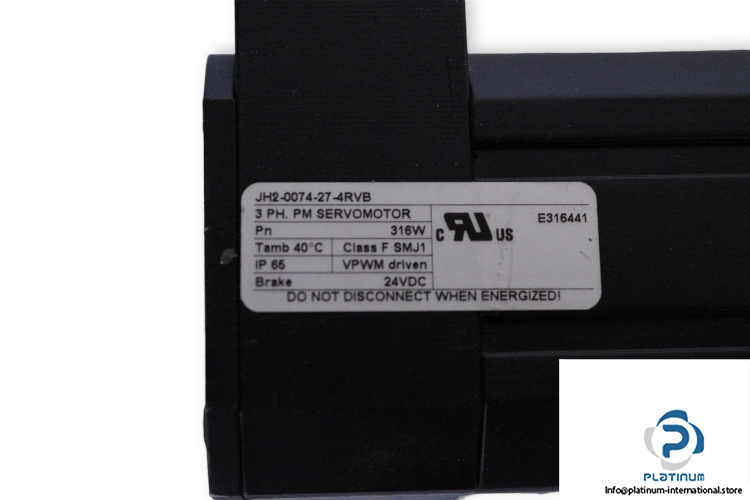 JH2-0074-27-4RVB
3 PH. PM SERVOMOTOR
Pn 316W
Tamb 40°C Class F SMJ1
IP 65 VPWM driven
Brake 24VDC
c RU US
E316441
DO NOT DISCONNECT WHEN ENERGIZED!
PLATINUM
Info@platinum-international.store